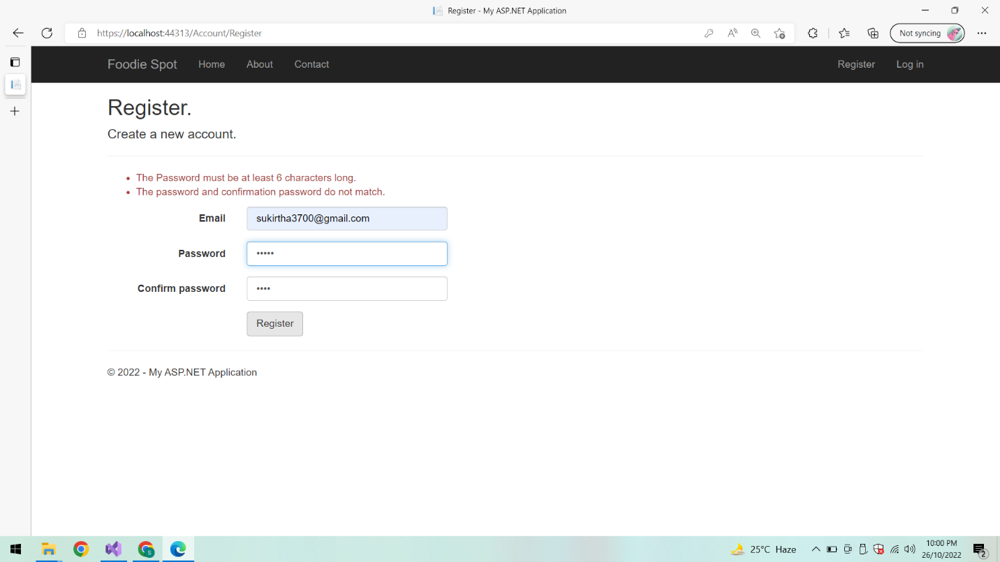 Register - My ASP.NET Application
https://localhost:44313/Account/Register
Not syncing
Foodie Spot Home About Contact Register Log in
Register.
Create a new account.
• The Password must be at least 6 characters long.
• The password and confirmation password do not match.
Email sukirtha3700@gmail.com
Password •••••
Confirm password ••••
Register
© 2022 - My ASP.NET Application
25°C Haze
10:00 PM
26/10/2022
2